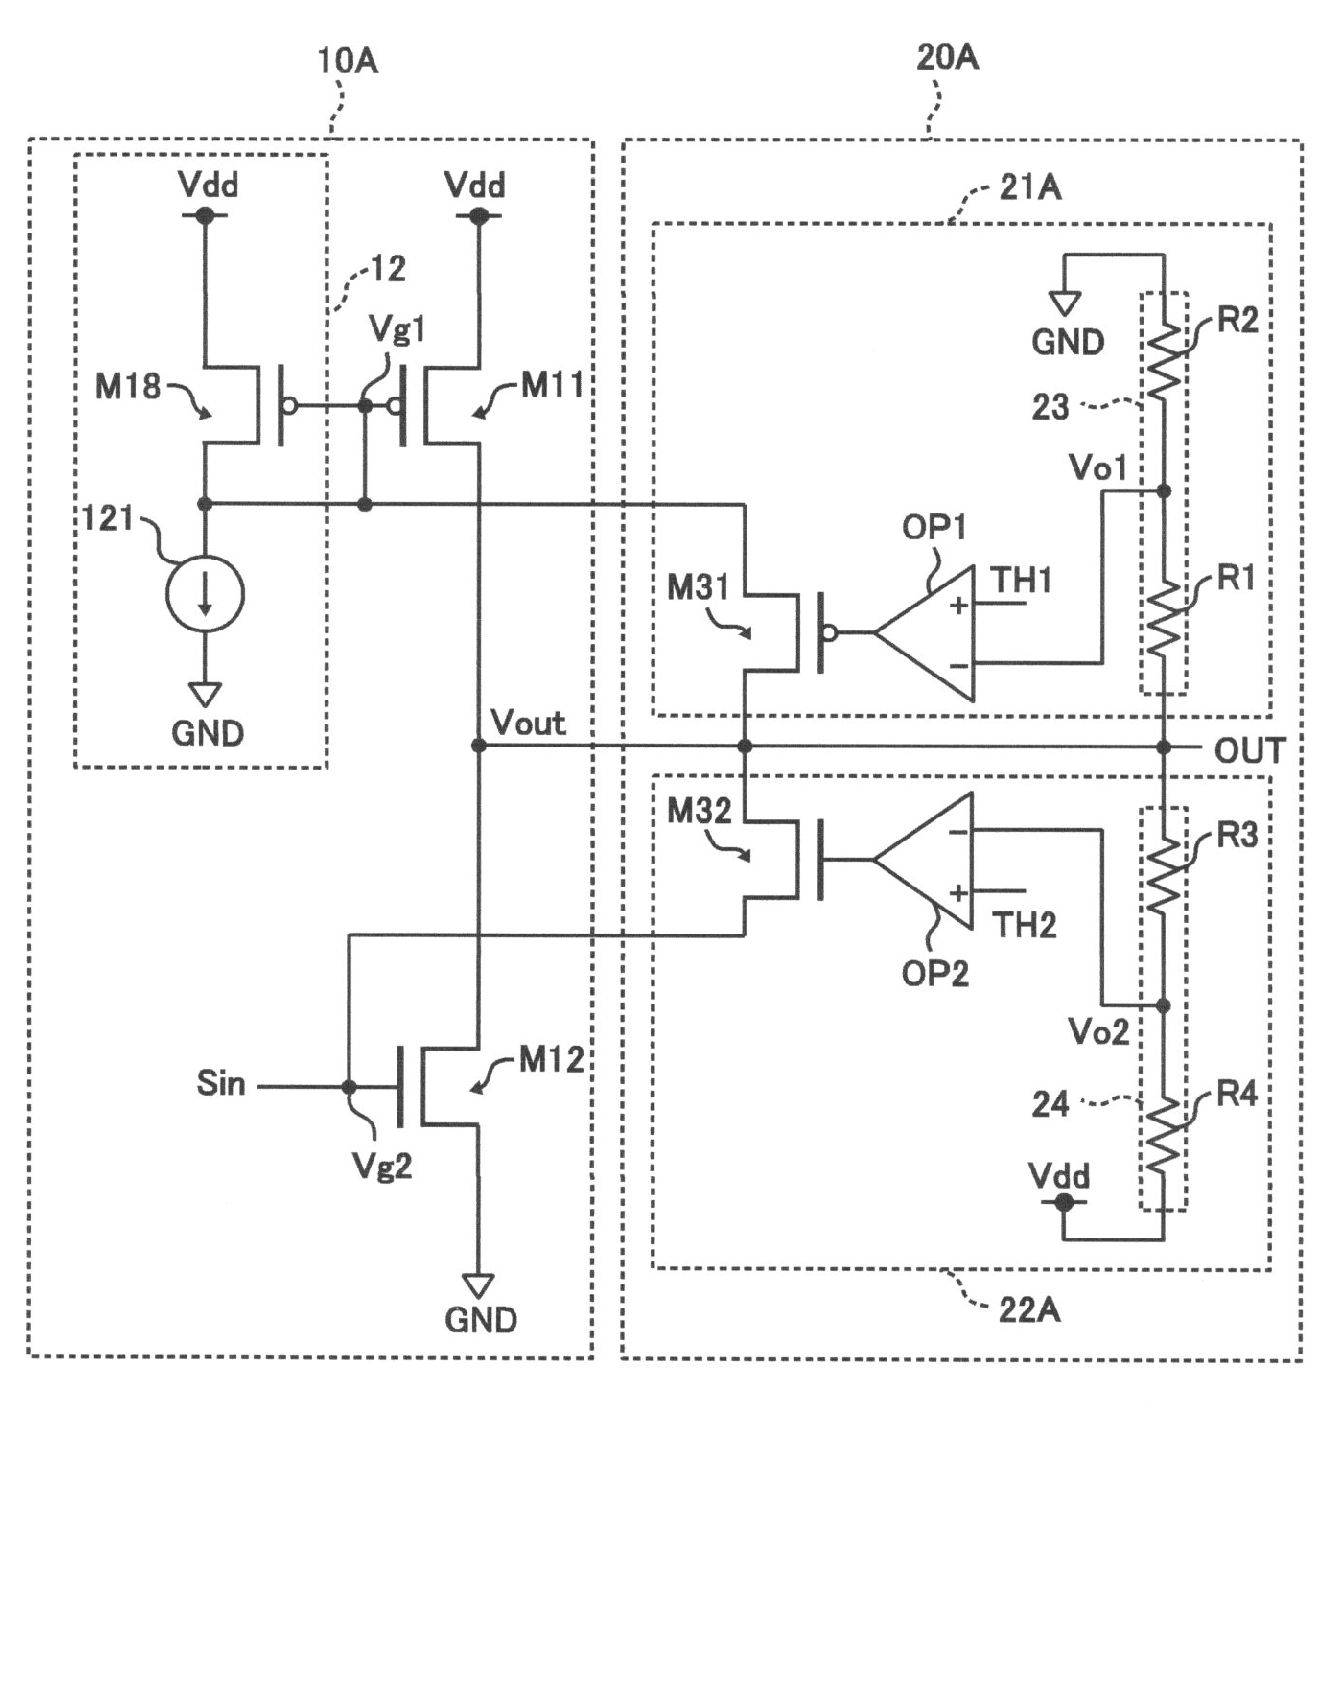 10A
20A
Vdd
Vdd
21A
12
Vg1
GND
R2
M18
M11
23
Vo1
121
OP1
TH1
R1
M31
+
−
GND
Vout
OUT
M32
−
R3
+
TH2
OP2
Vo2
M12
Sin
24
R4
Vg2
Vdd
GND
22A